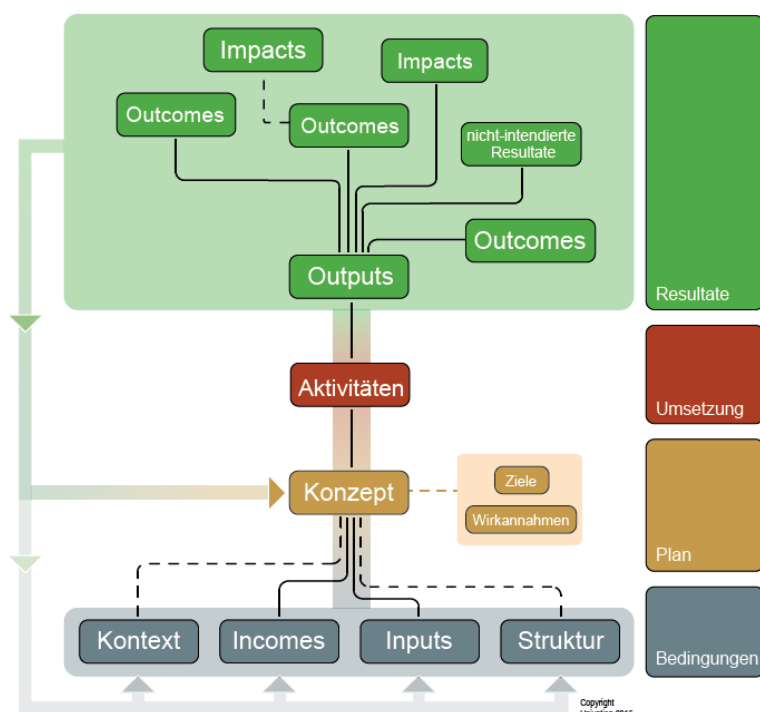 Impacts
Impacts
Outcomes
Outcomes
nicht-intendierte
Resultate
Outcomes
Outputs
Resultate
Aktivitäten
Umsetzung
Konzept
Ziele
Wirkannahmen
Plan
Kontext
Incomes
Inputs
Struktur
Bedingungen
Copyright